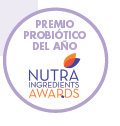 PREMIO
PROBIÓTICO
DEL AÑO
NUTRA
INGREDIENTS
AWARDS